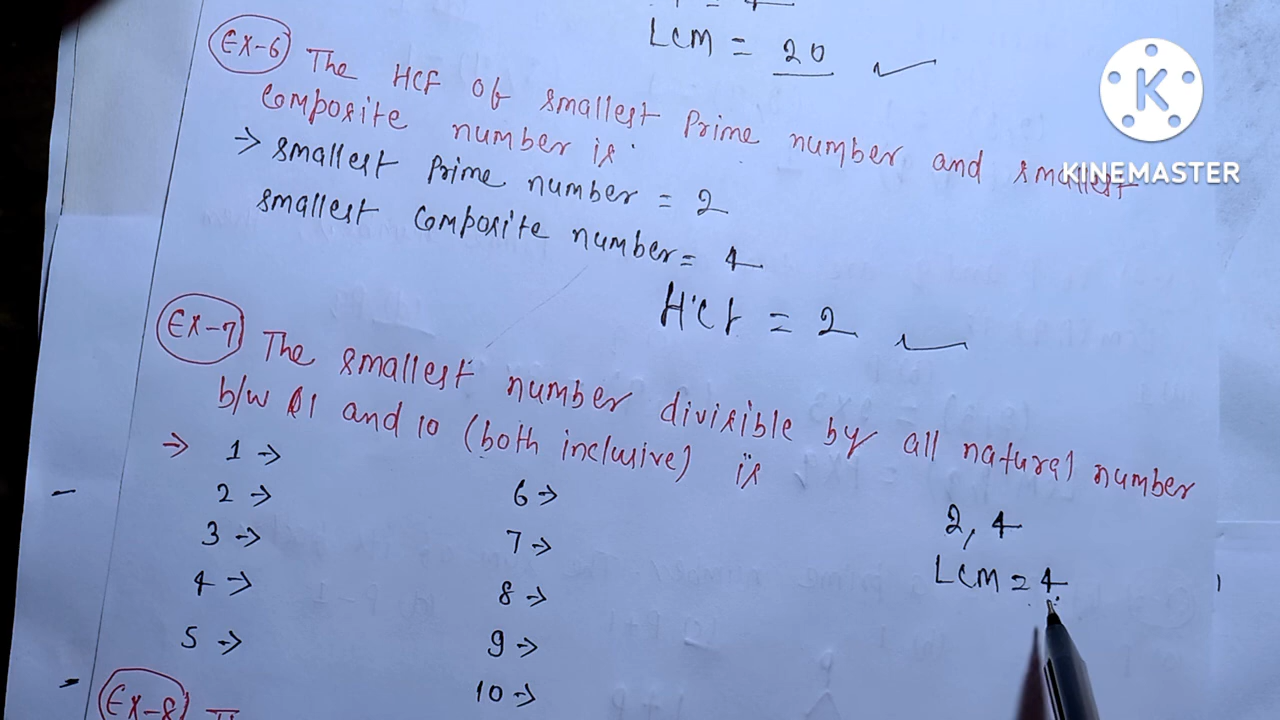 LCM = 20
EX-6 The HCF of smallest Prime number and smallest
composite number is.
→ smallest Prime number = 2
smallest composite number = 4
HCF = 2
EX-7 The smallest number divisible by all natural number
b/w 1 and 10 (both inclusive) is
⇒ 1 →
2 →
3 →
4 →
5 →
6 →
7 →
8 →
9 →
10 →
2, 4
LCM = 4
EX-8
K
KINEMASTER